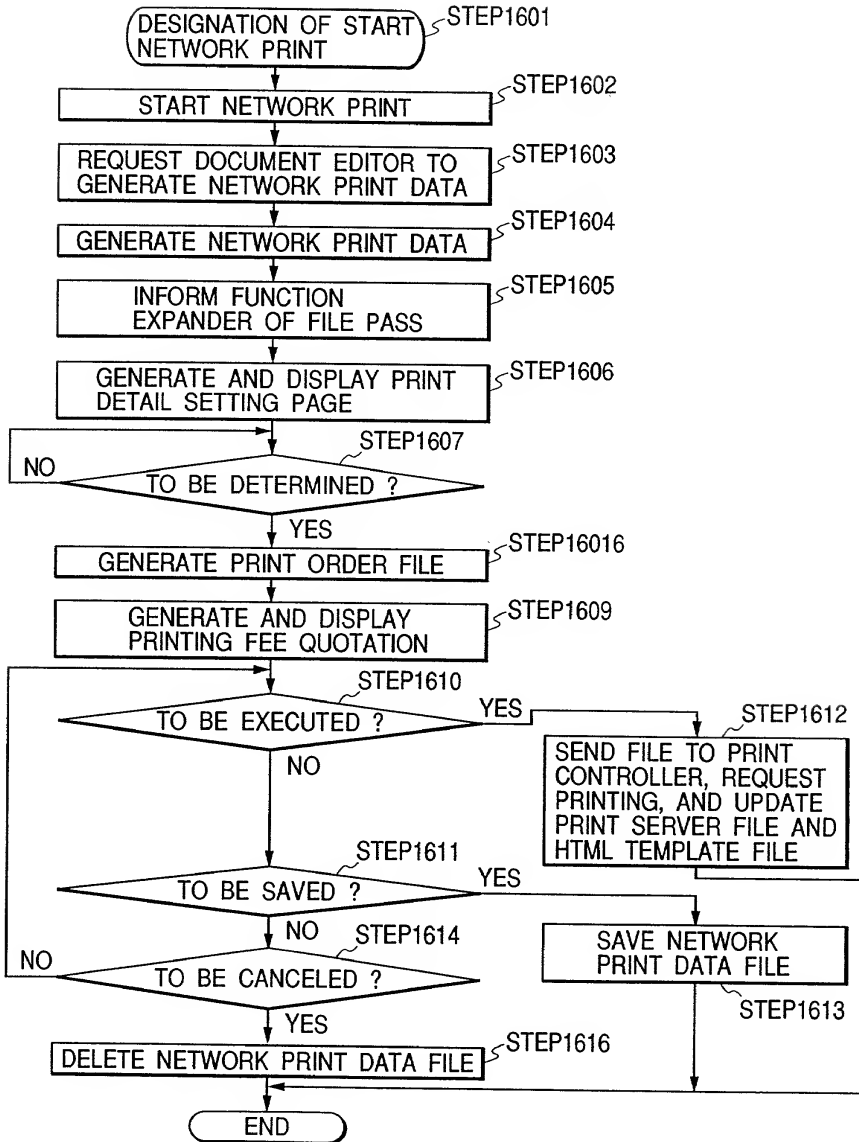 DESIGNATION OF START
NETWORK PRINT
STEP1601
START NETWORK PRINT
STEP1602
REQUEST DOCUMENT EDITOR TO
GENERATE NETWORK PRINT DATA
STEP1603
GENERATE NETWORK PRINT DATA
STEP1604
INFORM FUNCTION
EXPANDER OF FILE PASS
STEP1605
GENERATE AND DISPLAY PRINT
DETAIL SETTING PAGE
STEP1606
STEP1607
NO
TO BE DETERMINED ?
YES
GENERATE PRINT ORDER FILE
STEP16016
GENERATE AND DISPLAY
PRINTING FEE QUOTATION
STEP1609
STEP1610
TO BE EXECUTED ?
YES
NO
STEP1612
SEND FILE TO PRINT
CONTROLLER, REQUEST
PRINTING, AND UPDATE
PRINT SERVER FILE AND
HTML TEMPLATE FILE
STEP1611
TO BE SAVED ?
YES
NO
SAVE NETWORK
PRINT DATA FILE
STEP1613
STEP1614
NO
TO BE CANCELED ?
YES
DELETE NETWORK PRINT DATA FILE
STEP1616
END